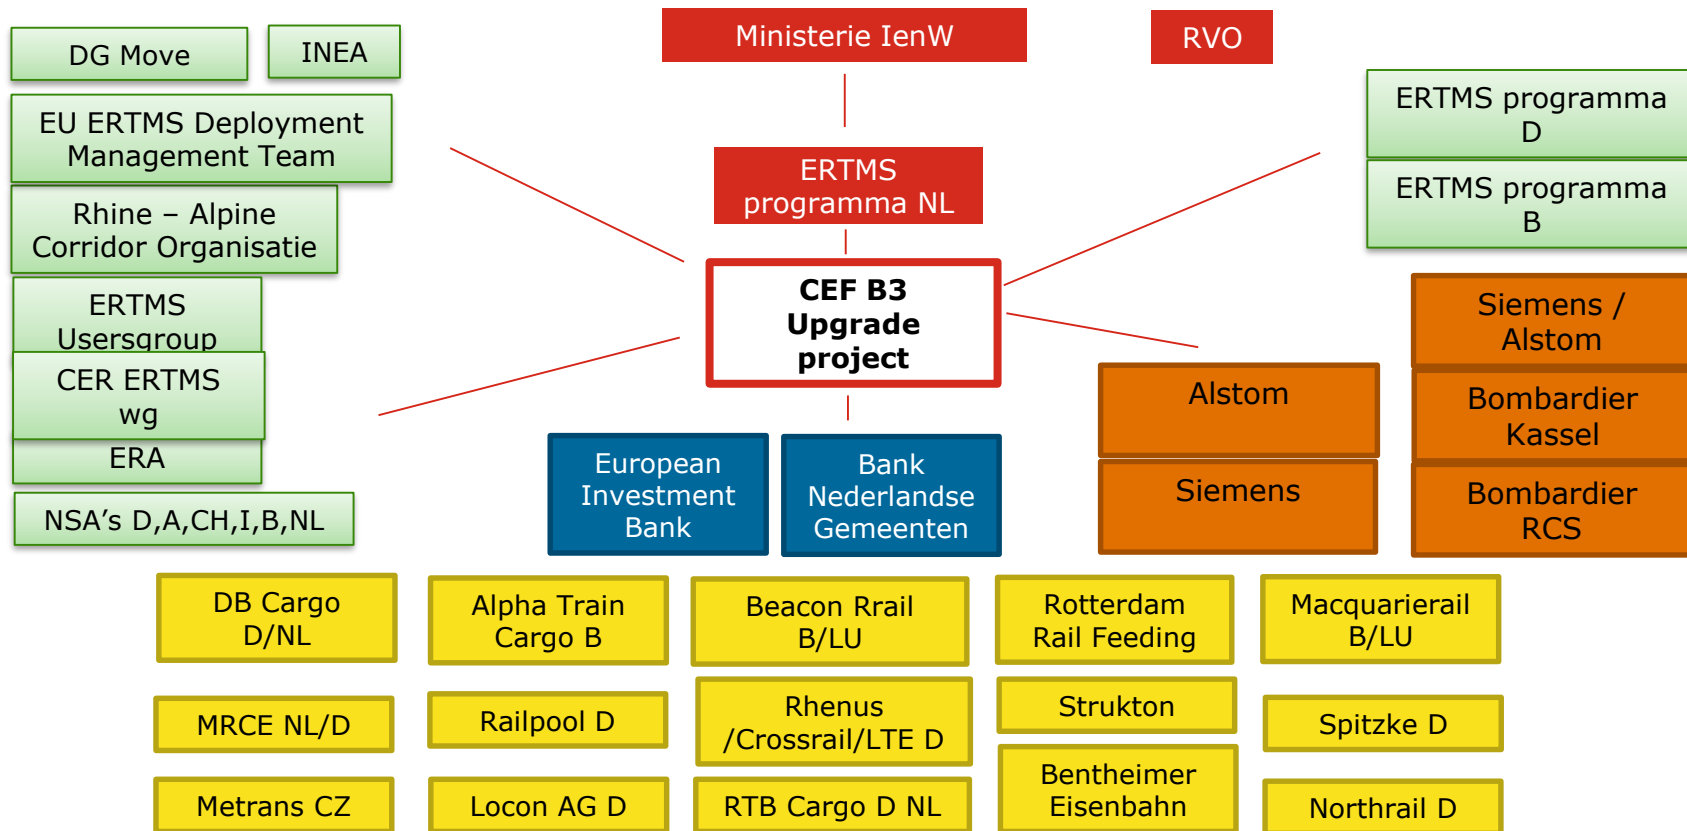 DG Move
INEA
Ministerie IenW
RVO
EU ERTMS Deployment
Management Team
ERTMS
programma NL
ERTMS programma
D
ERTMS programma
B
Rhine – Alpine
Corridor Organisatie
ERTMS
Usersgroup
CER ERTMS
wg
ERA
NSA’s D,A,CH,I,B,NL
CEF B3
Upgrade
project
European
Investment
Bank
Bank
Nederlandse
Gemeenten
Alstom
Siemens
Siemens /
Alstom
Bombardier
Kassel
Bombardier
RCS
DB Cargo
D/NL
Alpha Train
Cargo B
Beacon Rrail
B/LU
Rotterdam
Rail Feeding
Macquarierail
B/LU
MRCE NL/D
Railpool D
Rhenus
/Crossrail/LTE D
Strukton
Spitzke D
Metrans CZ
Locon AG D
RTB Cargo D NL
Bentheimer
Eisenbahn
Northrail D